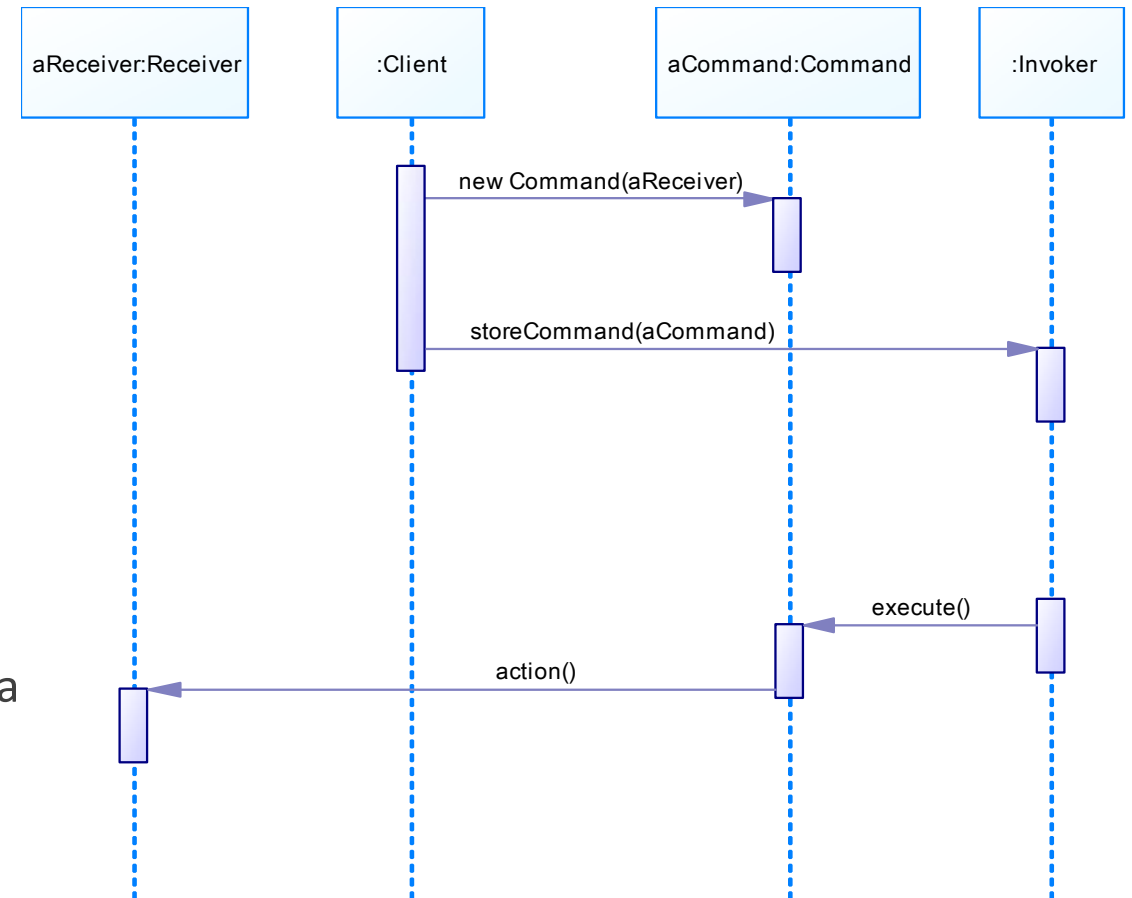 aReceiver:Receiver
:Client
aCommand:Command
:Invoker
new Command(aReceiver)
storeCommand(aCommand)
execute()
action()
a